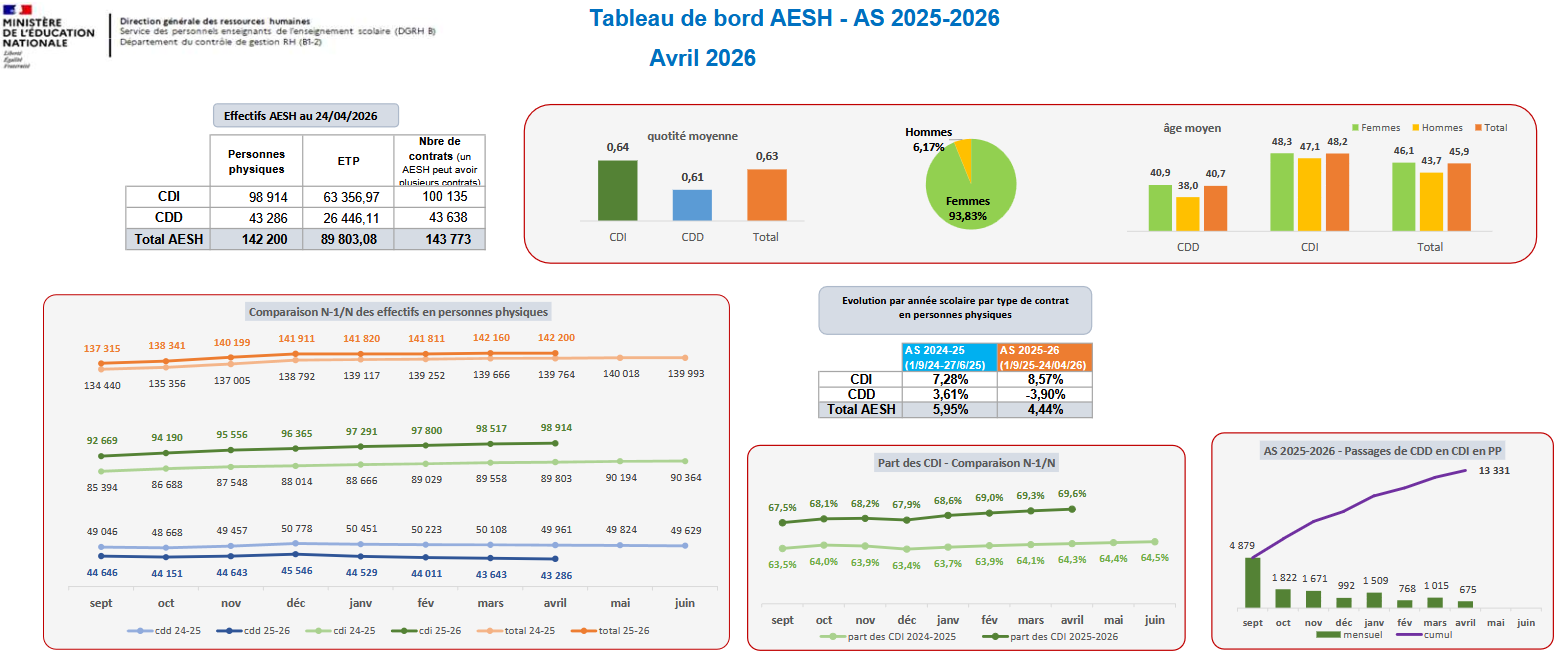 MINISTÈRE
DE L'ÉDUCATION
NATIONALE
Liberté
Égalité
Fraternité
Direction générale des ressources humaines
Service des personnels enseignants de l'enseignement scolaire (DGRH B)
Département du contrôle de gestion RH (B1-2)
Tableau de bord AESH - AS 2025-2026
Avril 2026
Effectifs AESH au 24/04/2026
Personnes physiques ETP Nbre de contrats (un AESH peut avoir plusieurs contrats)
CDI 98 914 63 356,97 100 135
CDD 43 286 26 446,11 43 638
Total AESH 142 200 89 803,08 143 773
quotité moyenne
0,64 0,61 0,63
CDI CDD Total
Hommes
6,17%
Femmes
93,83%
âge moyen
Femmes Hommes Total
40,9 38,0 40,7 48,3 47,1 48,2 46,1 43,7 45,9
CDD CDI Total
Comparaison N-1/N des effectifs en personnes physiques
137 315 138 341 140 199 141 911 141 820 141 811 142 160 142 200
134 440 135 356 137 005 138 792 139 117 139 252 139 666 139 764 140 018 139 993
92 669 94 190 95 556 96 365 97 291 97 800 98 517 98 914
85 394 86 688 87 548 88 014 88 666 89 029 89 558 89 803 90 194 90 364
49 046 48 668 49 457 50 778 50 451 50 223 50 108 49 961 49 824 49 629
44 646 44 151 44 643 45 546 44 529 44 011 43 643 43 286
sept oct nov déc janv fév mars avril mai juin
cdd 24-25 cdd 25-26 cdi 24-25 cdi 25-26 total 24-25 total 25-26
Evolution par année scolaire par type de contrat
en personnes physiques
AS 2024-25 AS 2025-26
(1/9/24-27/6/25) (1/9/25-24/04/26)
CDI 7,28% 8,57%
CDD 3,61% -3,90%
Total AESH 5,95% 4,44%
Part des CDI - Comparaison N-1/N
67,5% 68,1% 68,2% 67,9% 68,6% 69,0% 69,3% 69,6%
63,5% 64,0% 63,9% 63,4% 63,7% 63,9% 64,1% 64,3% 64,4% 64,5%
sept oct nov déc janv fév mars avril mai juin
part des CDI 2024-2025 part des CDI 2025-2026
AS 2025-2026 - Passages de CDD en CDI en PP
13 331
4 879 1 822 1 671 992 1 509 768 1 015 675
sept oct nov déc janv fév mars avril mai juin
mensuel cumul